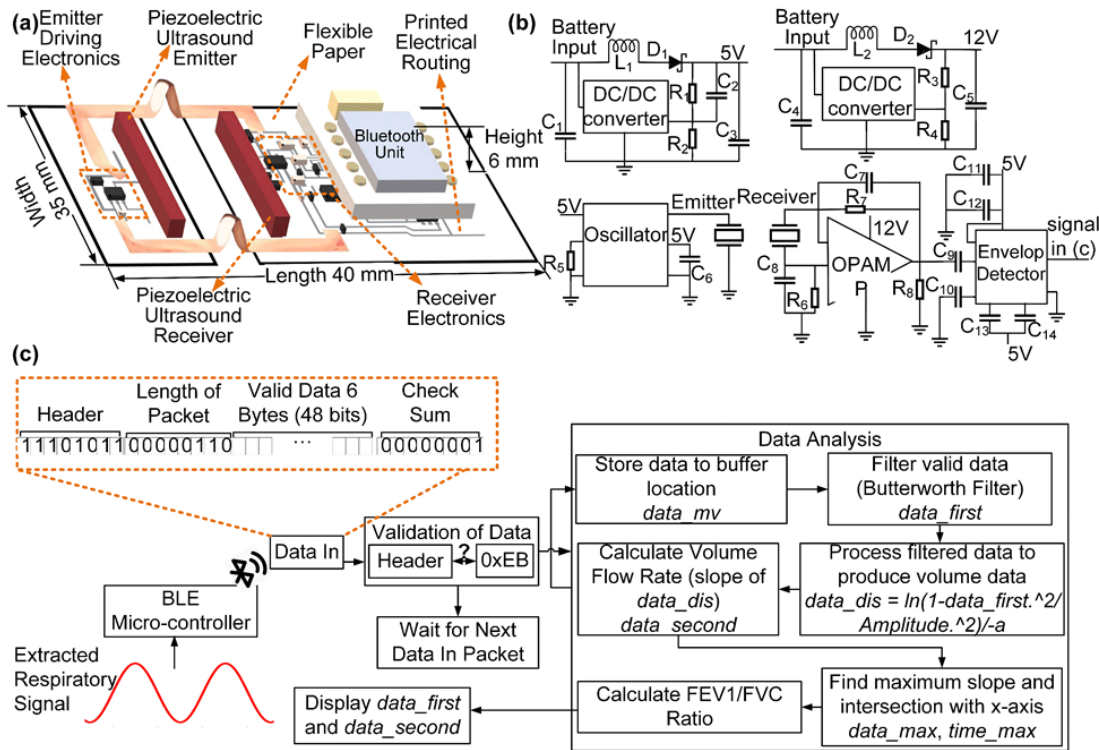 (a)
Emitter
Driving
Electronics
Piezoelectric
Ultrasound
Emitter
Flexible
Paper
Printed
Electrical
Routing
Bluetooth
Unit
Height
6 mm
Width
35 mm
Length 40 mm
Piezoelectric
Ultrasound
Receiver
Receiver
Electronics
(b)
Battery
Input
L1
D1
5V
DC/DC
converter
R1
R2
C1
C2
C3
Battery
Input
L2
D2
12V
DC/DC
converter
R3
R4
C4
C5
5V
Oscillator
R5
Emitter
5V
C6
Receiver
C7
R7
12V
OPAM
P
C8
R6
R8
C9
C10
C11
5V
C12
Envelop
Detector
signal
in (c)
C13
C14
5V
(c)
Header
Length of
Packet
Valid Data 6
Bytes (48 bits)
Check
Sum
11101011 00000110 ... 00000001
Data In
Validation of Data
Header ? 0xEB
Wait for Next
Data In Packet
BLE
Micro-controller
Extracted
Respiratory
Signal
Data Analysis
Store data to buffer
location
data_mv
Filter valid data
(Butterworth Filter)
data_first
Process filtered data to
produce volume data
data_dis = ln(1-data_first.^2/
Amplitude.^2)/-a
Calculate Volume
Flow Rate (slope of
data_dis)
data_second
Find maximum slope and
intersection with x-axis
data_max, time_max
Calculate FEV1/FVC
Ratio
Display data_first
and data_second